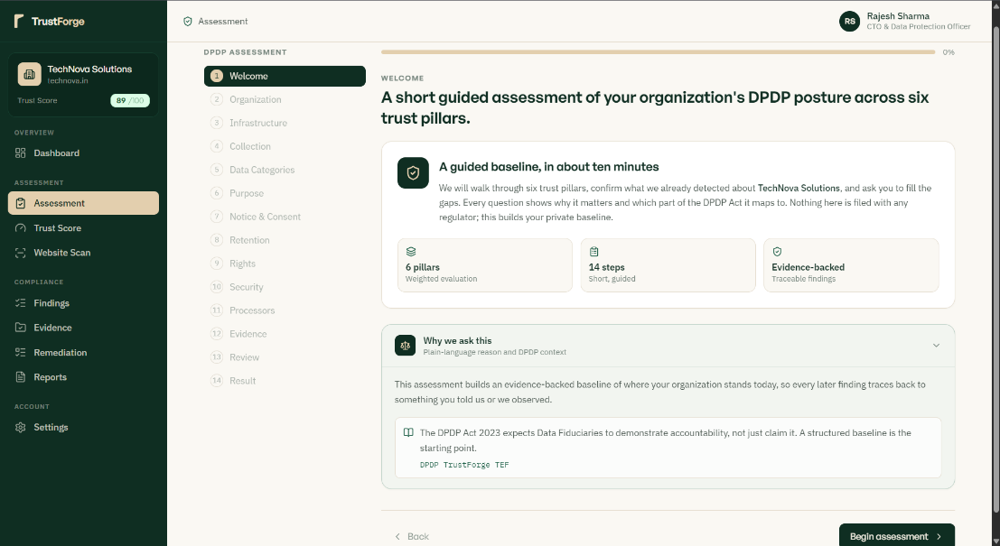 TrustForge
TechNova Solutions
technova.in
Trust Score
89 /100
OVERVIEW
Dashboard
ASSESSMENT
Assessment
Trust Score
Website Scan
COMPLIANCE
Findings
Evidence
Remediation
Reports
ACCOUNT
Settings
Assessment
RS
Rajesh Sharma
CTO & Data Protection Officer
DPDP ASSESSMENT
1 Welcome
2 Organization
3 Infrastructure
4 Collection
5 Data Categories
6 Purpose
7 Notice & Consent
8 Retention
9 Rights
10 Security
11 Processors
12 Evidence
13 Review
14 Result
0%
WELCOME
A short guided assessment of your organization's DPDP posture across six
trust pillars.
A guided baseline, in about ten minutes
We will walk through six trust pillars, confirm what we already detected about TechNova Solutions, and ask you to fill the
gaps. Every question shows why it matters and which part of the DPDP Act it maps to. Nothing here is filed with any
regulator; this builds your private baseline.
6 pillars
Weighted evaluation
14 steps
Short, guided
Evidence-backed
Traceable findings
Why we ask this
Plain-language reason and DPDP context
This assessment builds an evidence-backed baseline of where your organization stands today, so every later finding traces back to
something you told us or we observed.
The DPDP Act 2023 expects Data Fiduciaries to demonstrate accountability, not just claim it. A structured baseline is the
starting point.
DPDP TrustForge TEF
Back
Begin assessment